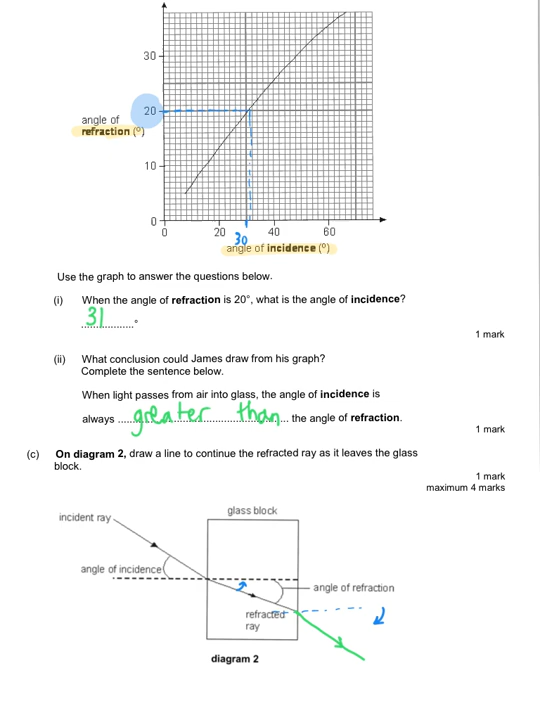 30
angle of
refraction (°)
20
10
0
0 20 40 60
30
angle of incidence (°)
Use the graph to answer the questions below.
(i) When the angle of refraction is 20°, what is the angle of incidence?
31 °
1 mark
(ii) What conclusion could James draw from his graph?
Complete the sentence below.
When light passes from air into glass, the angle of incidence is
always greater than the angle of refraction.
1 mark
(c) On diagram 2, draw a line to continue the refracted ray as it leaves the glass
block.
1 mark
maximum 4 marks
glass block
incident ray
angle of incidence
angle of refraction
refracted
ray
diagram 2